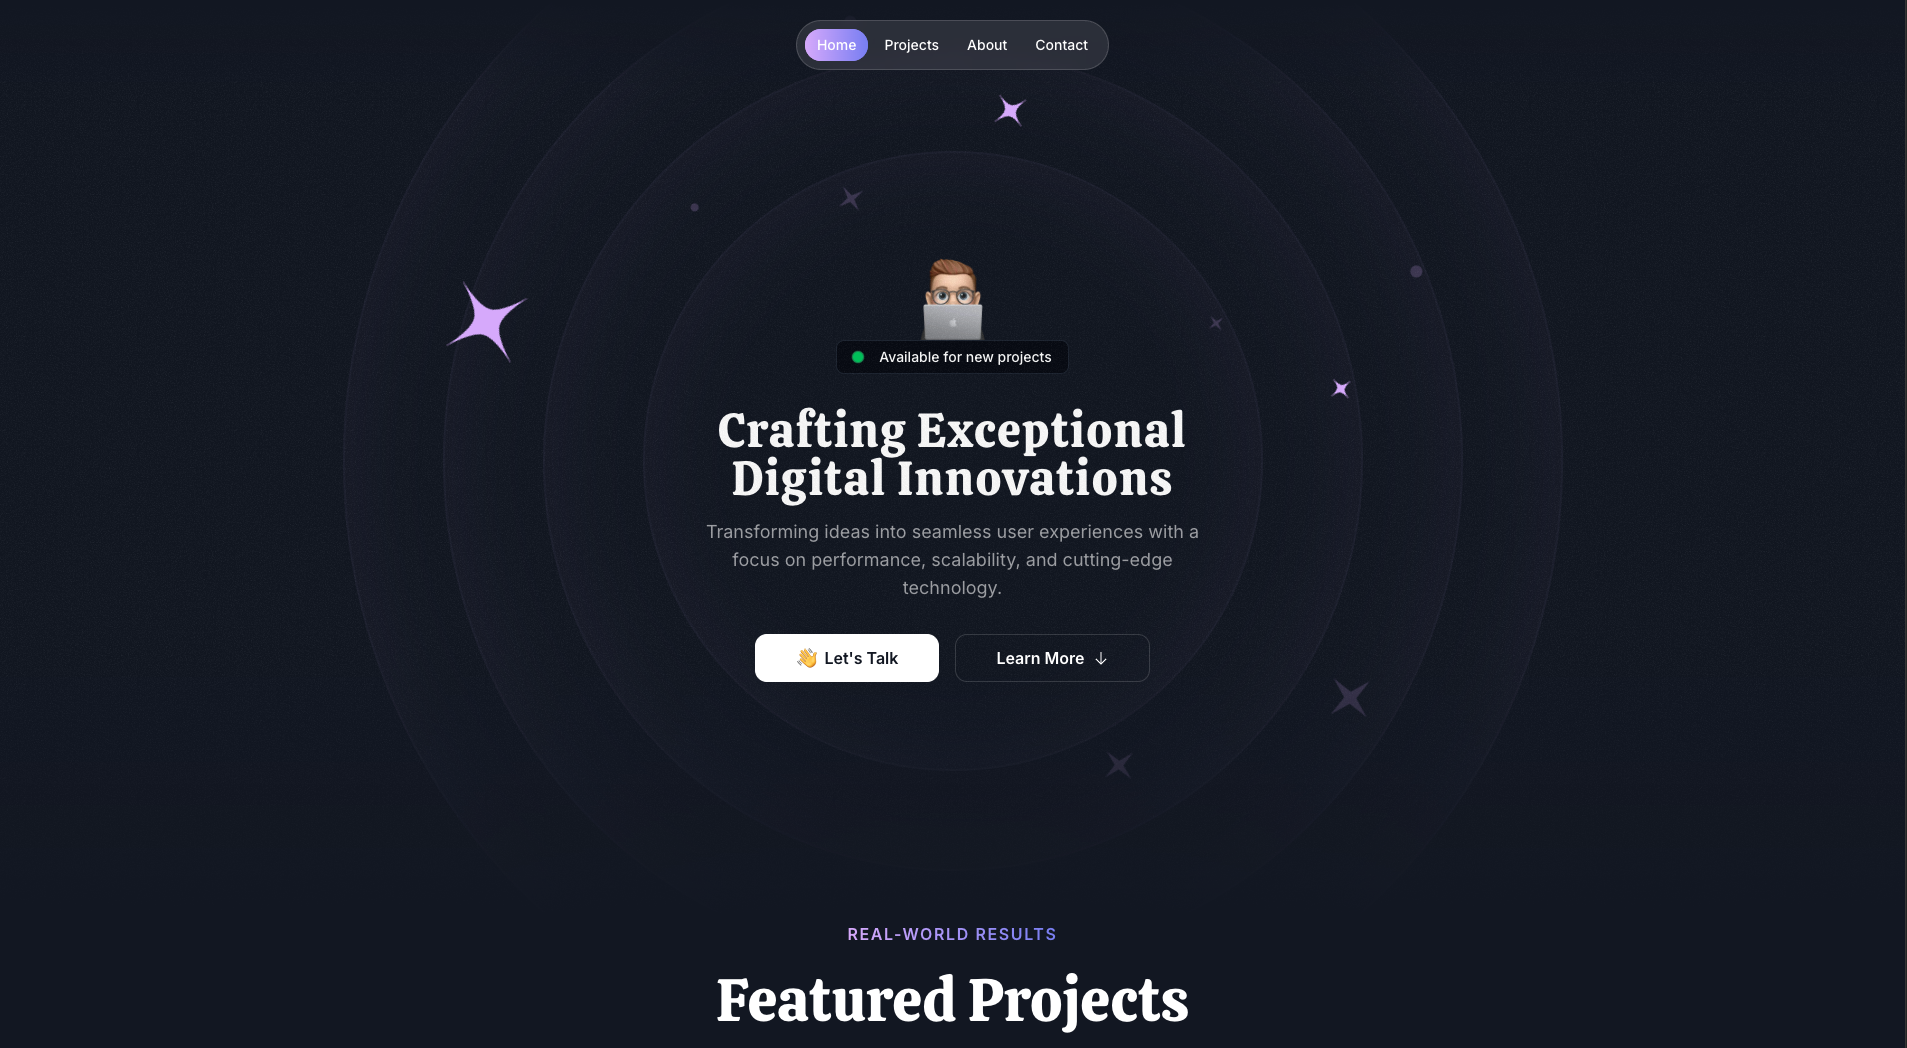 Home Projects About Contact
Available for new projects
Crafting Exceptional
Digital Innovations
Transforming ideas into seamless user experiences with a
focus on performance, scalability, and cutting-edge
technology.
👋 Let's Talk Learn More ↓
REAL-WORLD RESULTS
Featured Projects